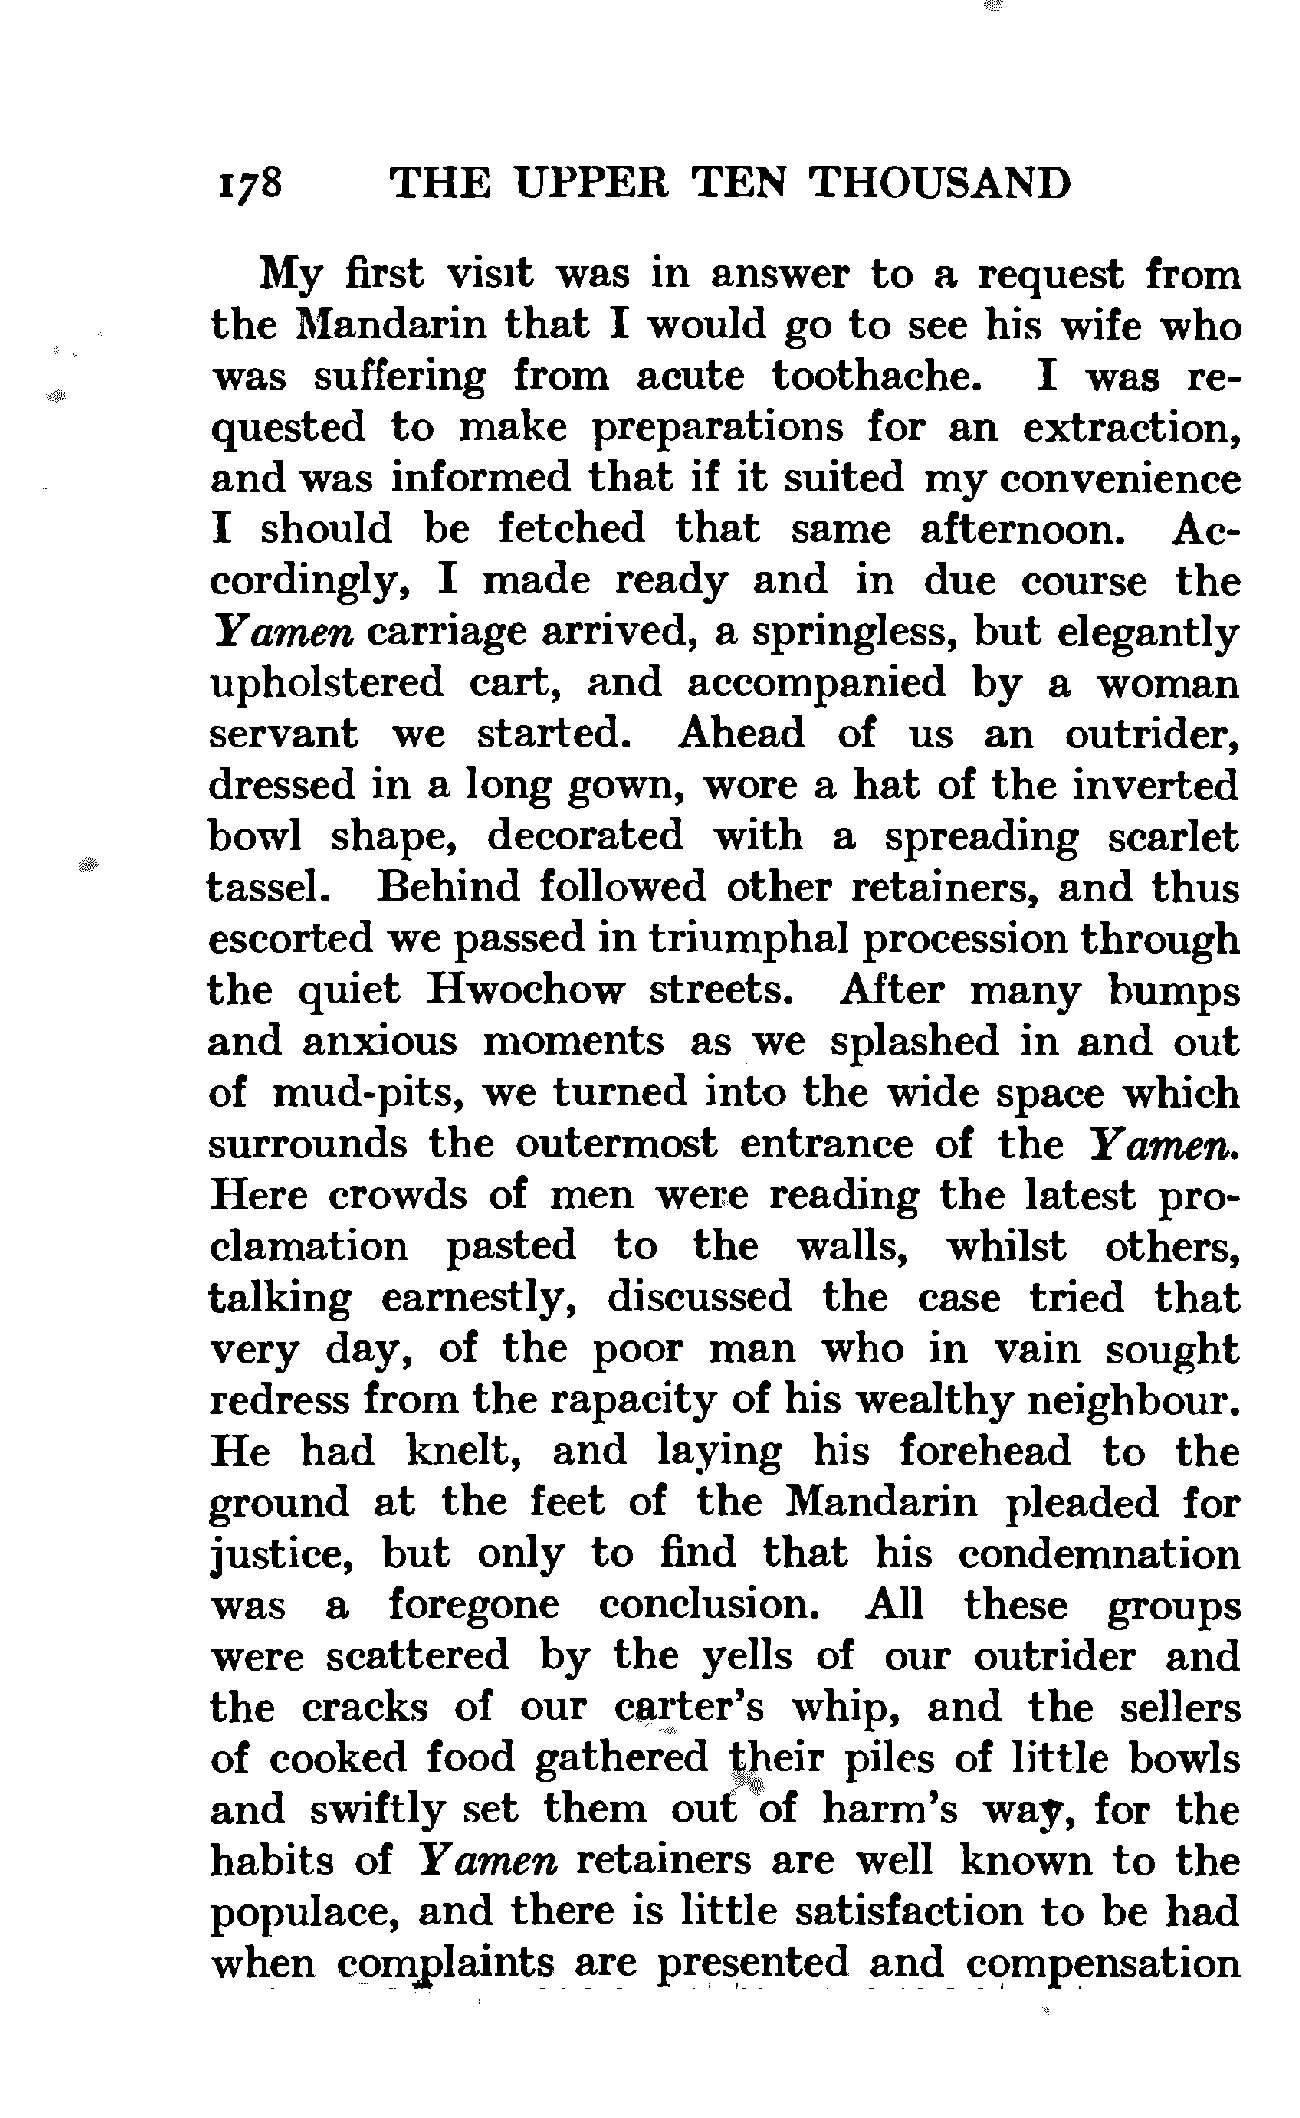 178 THE UPPER TEN THOUSAND
My first visit was in answer to a request from
the Mandarin that I would go to see his wife who
was suffering from acute toothache. I was re-
quested to make preparations for an extraction,
and was informed that if it suited my convenience
I should be fetched that same afternoon. Ac-
cordingly, I made ready and in due course the
Yamen carriage arrived, a springless, but elegantly
upholstered cart, and accompanied by a woman
servant we started. Ahead of us an outrider,
dressed in a long gown, wore a hat of the inverted
bowl shape, decorated with a spreading scarlet
tassel. Behind followed other retainers, and thus
escorted we passed in triumphal procession through
the quiet Hwochow streets. After many bumps
and anxious moments as we splashed in and out
of mud-pits, we turned into the wide space which
surrounds the outermost entrance of the Yamen.
Here crowds of men were reading the latest pro-
clamation pasted to the walls, whilst others,
talking earnestly, discussed the case tried that
very day, of the poor man who in vain sought
redress from the rapacity of his wealthy neighbour.
He had knelt, and laying his forehead to the
ground at the feet of the Mandarin pleaded for
justice, but only to find that his condemnation
was a foregone conclusion. All these groups
were scattered by the yells of our outrider and
the cracks of our carter's whip, and the sellers
of cooked food gathered their piles of little bowls
and swiftly set them out of harm's way, for the
habits of Yamen retainers are well known to the
populace, and there is little satisfaction to be had
when complaints are presented and compensation